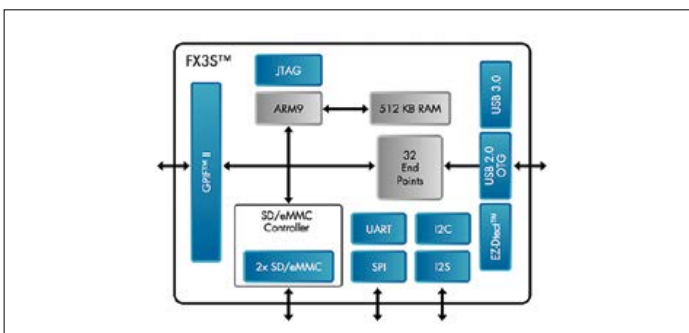 FX3S™
JTAG
ARM9
512 KB RAM
USB 3.0
GPIF™ II
32
End
Points
USB 2.0
OTG
SD/eMMC
Controller
2x SD/eMMC
UART
I2C
SPI
I2S
EZ-Dtect™